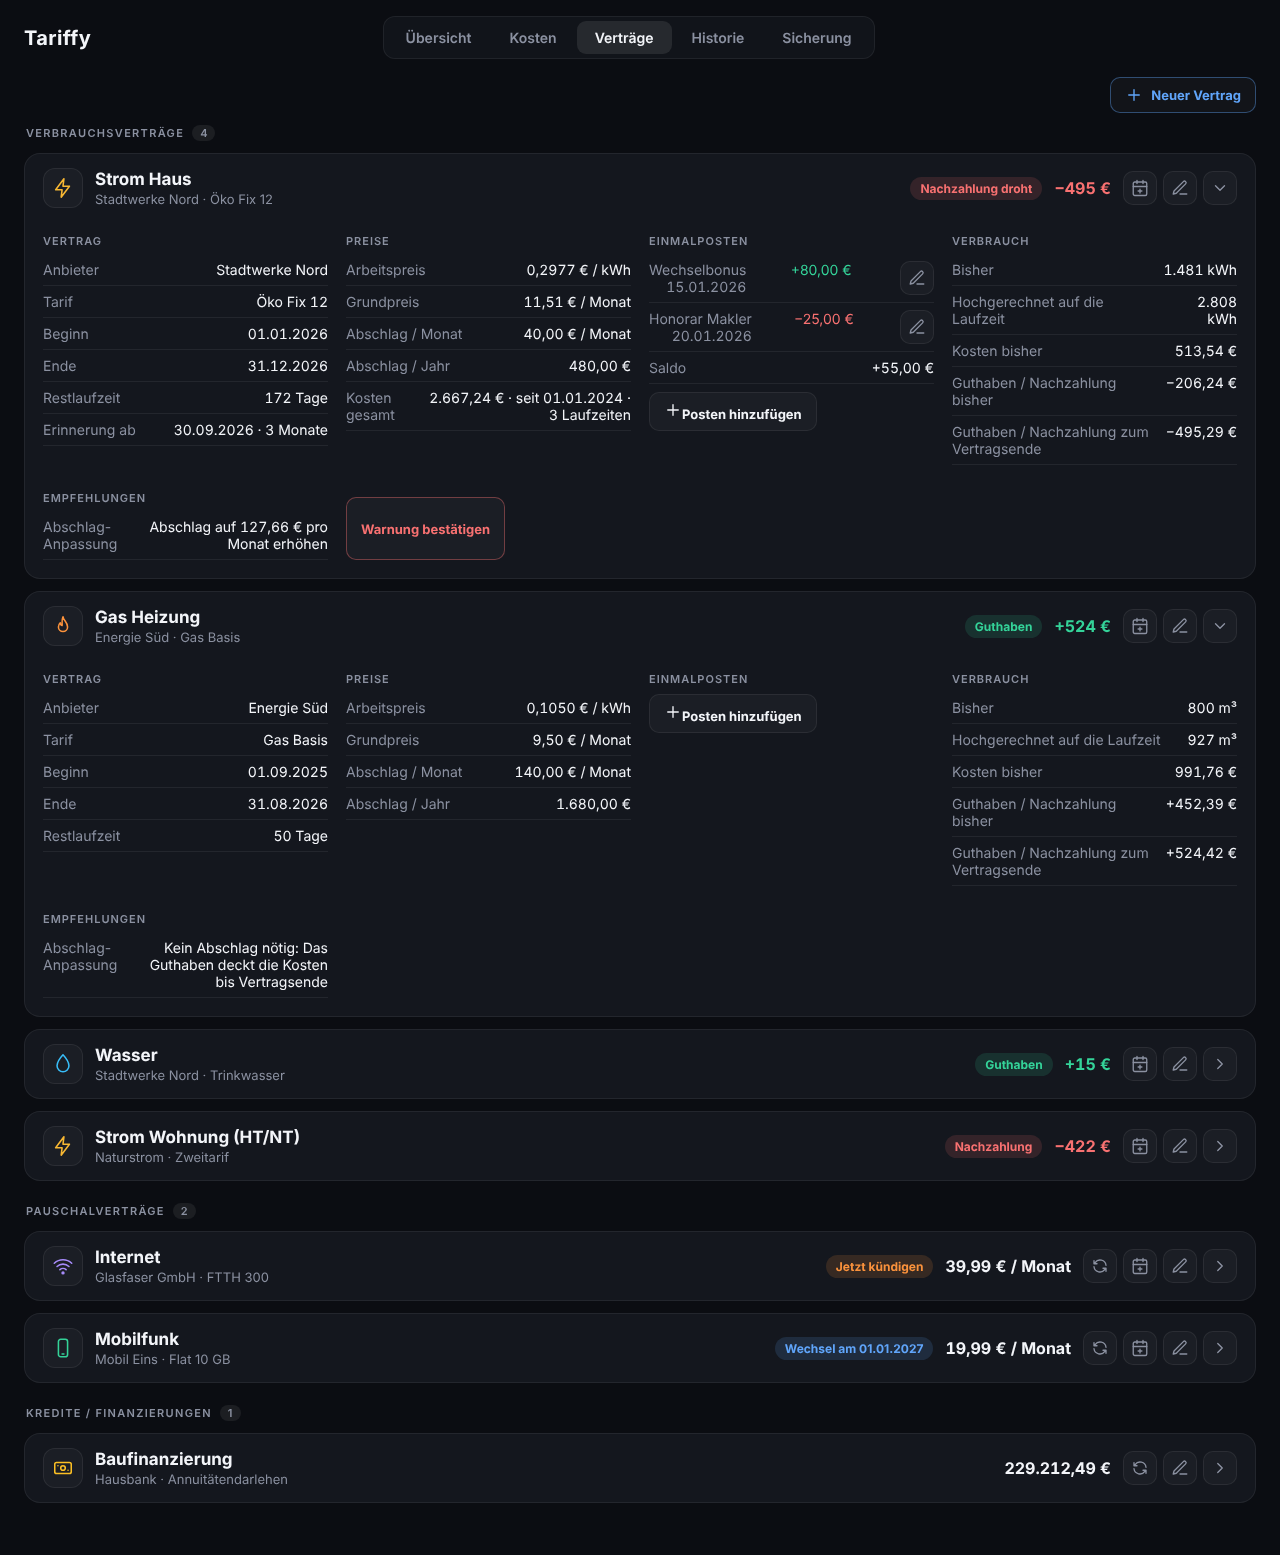 Tariffy
Übersicht Kosten Verträge Historie Sicherung
Neuer Vertrag
VERBRAUCHSVERTRÄGE 4
Strom Haus
Stadtwerke Nord · Öko Fix 12
Nachzahlung droht −495 €
VERTRAG
Anbieter Stadtwerke Nord
Tarif Öko Fix 12
Beginn 01.01.2026
Ende 31.12.2026
Restlaufzeit 172 Tage
Erinnerung ab 30.09.2026 · 3 Monate
PREISE
Arbeitspreis 0,2977 € / kWh
Grundpreis 11,51 € / Monat
Abschlag / Monat 40,00 € / Monat
Abschlag / Jahr 480,00 €
Kosten 2.667,24 € · seit 01.01.2024 ·
gesamt 3 Laufzeiten
EINMALPOSTEN
Wechselbonus +80,00 €
15.01.2026
Honorar Makler −25,00 €
20.01.2026
Saldo +55,00 €
Posten hinzufügen
VERBRAUCH
Bisher 1.481 kWh
Hochgerechnet auf die 2.808
Laufzeit kWh
Kosten bisher 513,54 €
Guthaben / Nachzahlung −206,24 €
bisher
Guthaben / Nachzahlung zum −495,29 €
Vertragsende
EMPFEHLUNGEN
Abschlag- Abschlag auf 127,66 € pro
Anpassung Monat erhöhen
Warnung bestätigen
Gas Heizung
Energie Süd · Gas Basis
Guthaben +524 €
VERTRAG
Anbieter Energie Süd
Tarif Gas Basis
Beginn 01.09.2025
Ende 31.08.2026
Restlaufzeit 50 Tage
PREISE
Arbeitspreis 0,1050 € / kWh
Grundpreis 9,50 € / Monat
Abschlag / Monat 140,00 € / Monat
Abschlag / Jahr 1.680,00 €
EINMALPOSTEN
Posten hinzufügen
VERBRAUCH
Bisher 800 m³
Hochgerechnet auf die Laufzeit 927 m³
Kosten bisher 991,76 €
Guthaben / Nachzahlung +452,39 €
bisher
Guthaben / Nachzahlung zum +524,42 €
Vertragsende
EMPFEHLUNGEN
Abschlag- Kein Abschlag nötig: Das
Anpassung Guthaben deckt die Kosten
bis Vertragsende
Wasser
Stadtwerke Nord · Trinkwasser
Guthaben +15 €
Strom Wohnung (HT/NT)
Naturstrom · Zweitarif
Nachzahlung −422 €
PAUSCHALVERTRÄGE 2
Internet
Glasfaser GmbH · FTTH 300
Jetzt kündigen 39,99 € / Monat
Mobilfunk
Mobil Eins · Flat 10 GB
Wechsel am 01.01.2027 19,99 € / Monat
KREDITE / FINANZIERUNGEN 1
Baufinanzierung
Hausbank · Annuitätendarlehen
229.212,49 €